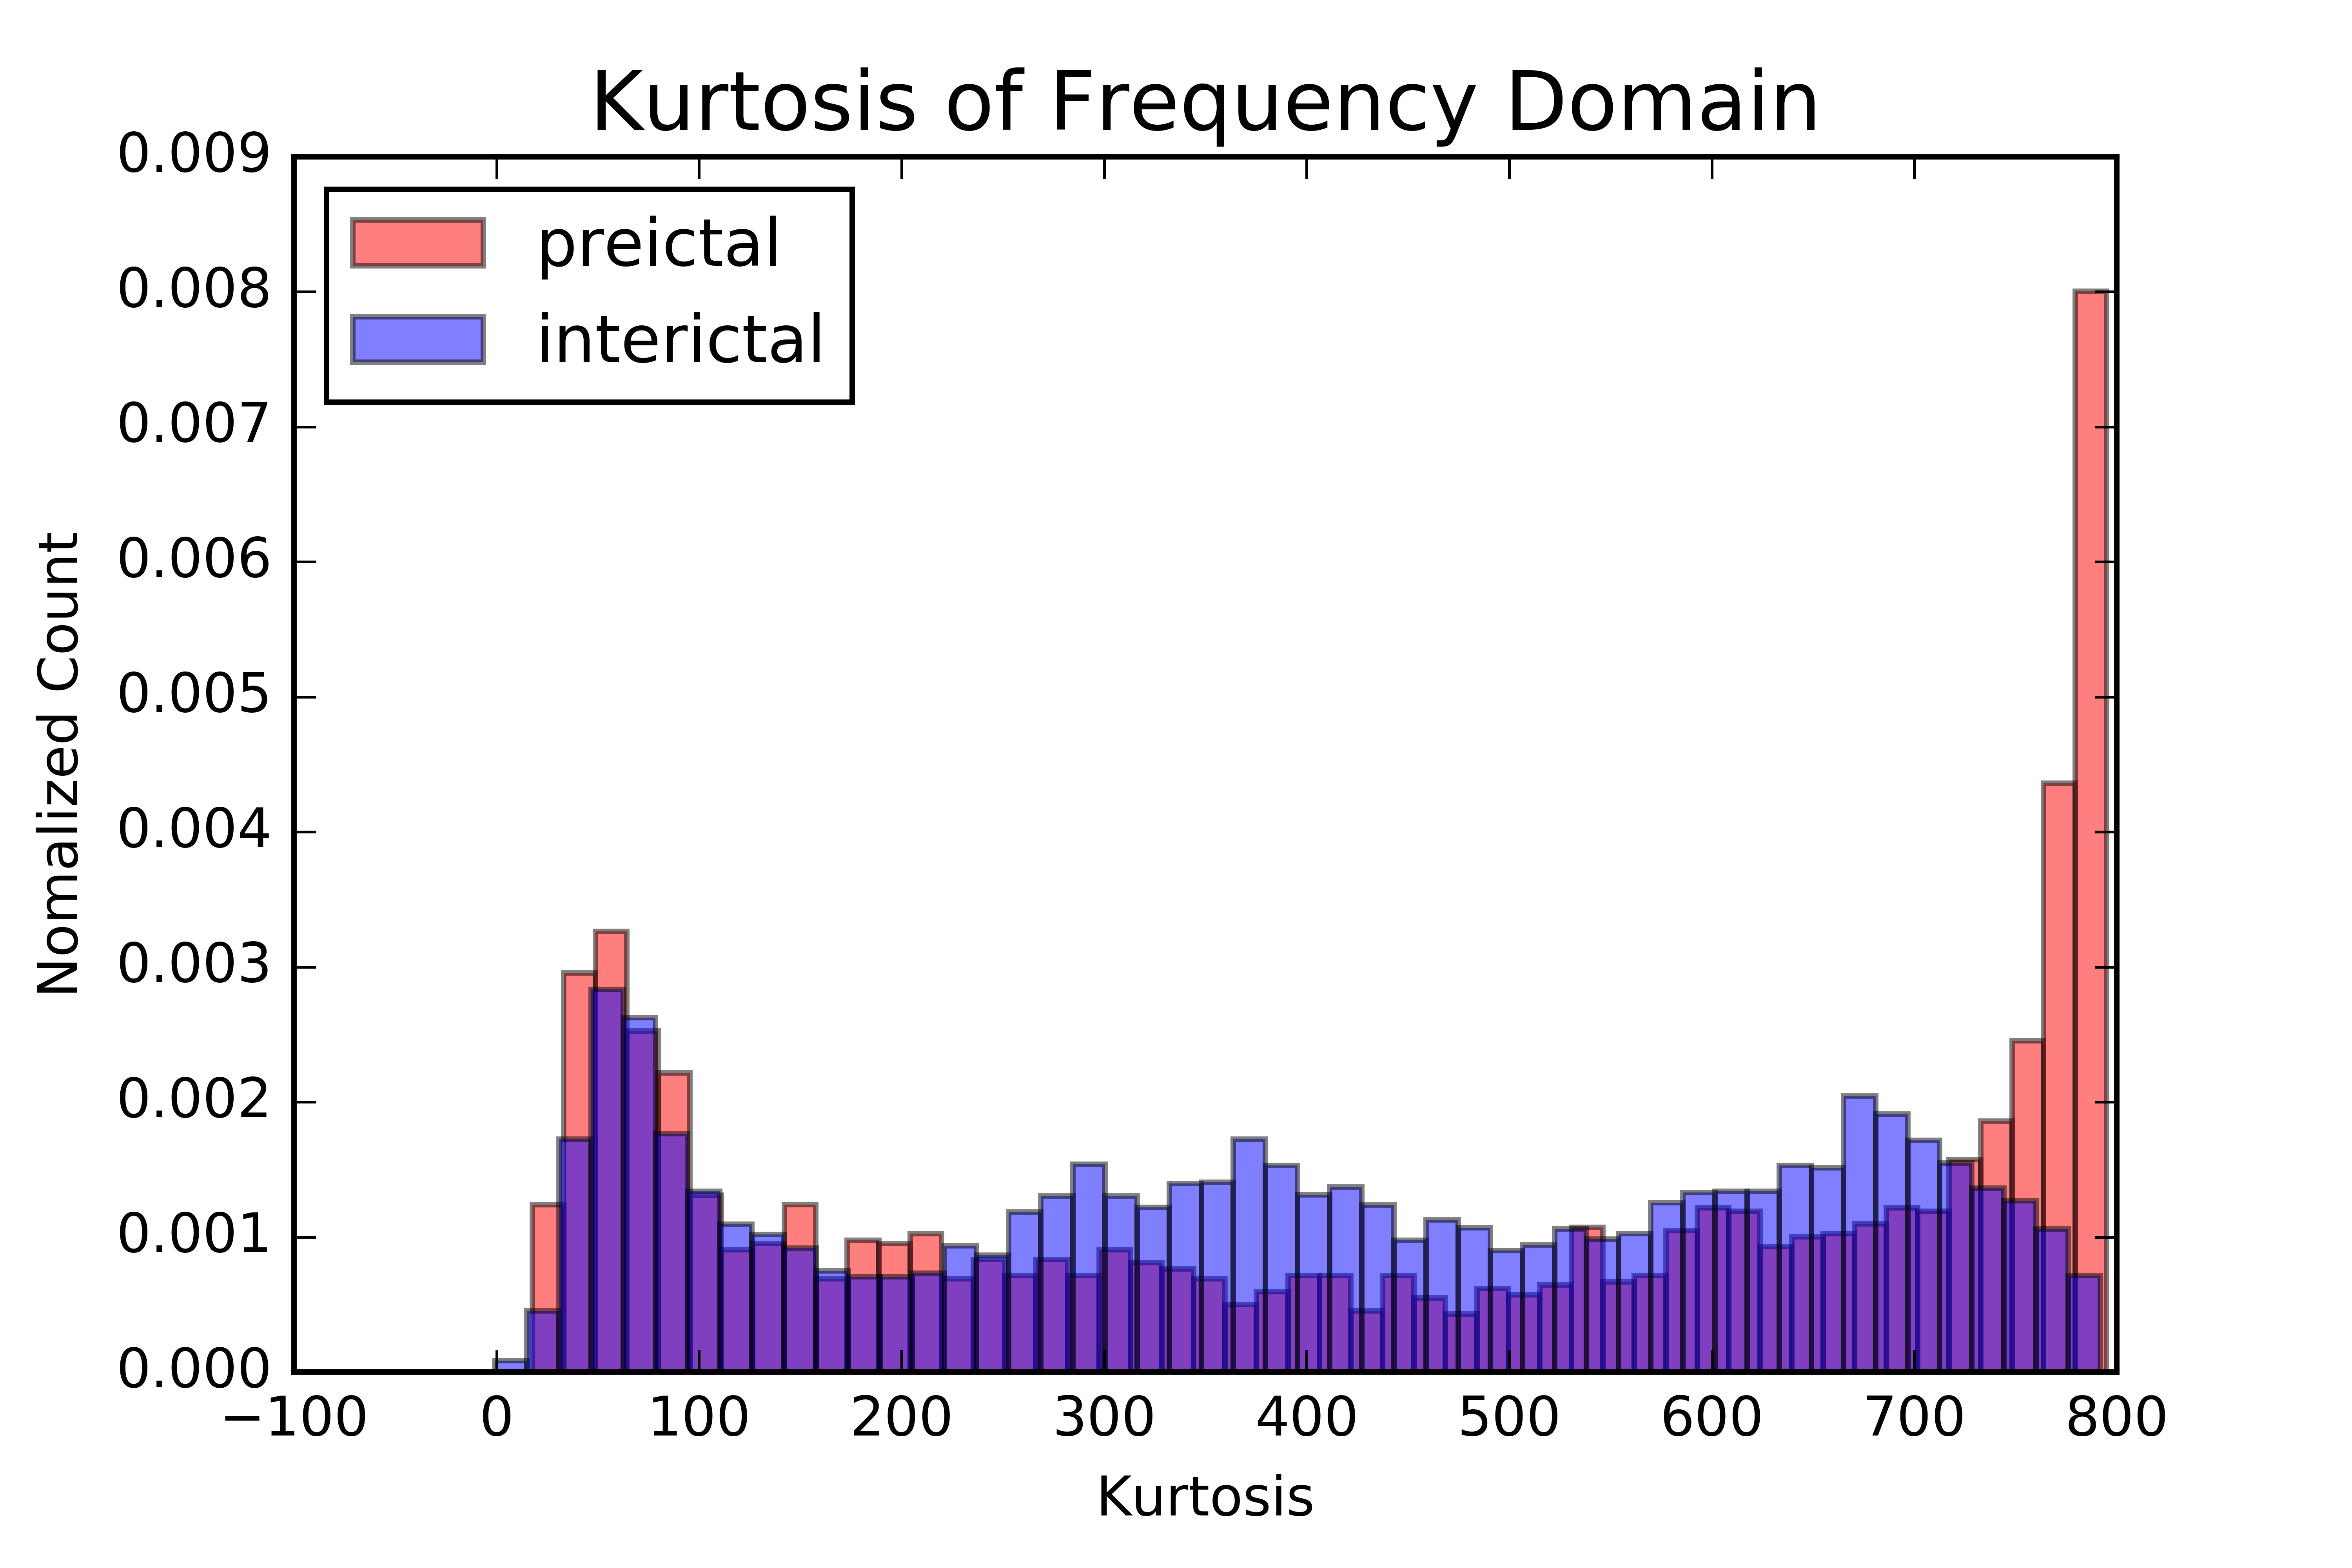 Kurtosis of Frequency Domain
0.009
0.008
0.007
0.006
0.005
0.004
0.003
0.002
0.001
0.000
Nomalized Count
preictal
interictal
−100 0 100 200 300 400 500 600 700 800
Kurtosis